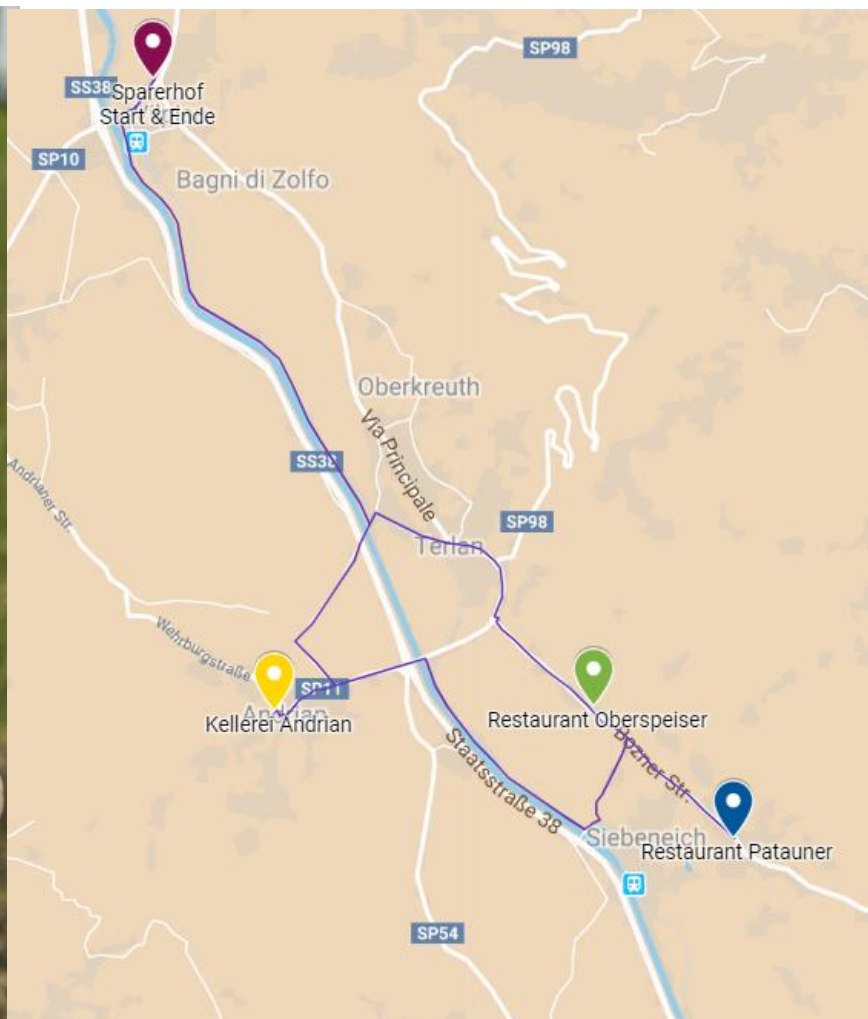 SP98
SS38
Sparerhof
Start & Ende
SP10
Bagni di Zolfo
Oberkreuth
Via Principale
SS38
Andrianer Str.
SP98
Terlan
Wehrburgstraße
SP11
Andrian
Kellerei Andrian
Restaurant Oberspeiser
Bozner Str.
Staatsstraße 38
Siebeneich
Restaurant Patauner
SP54